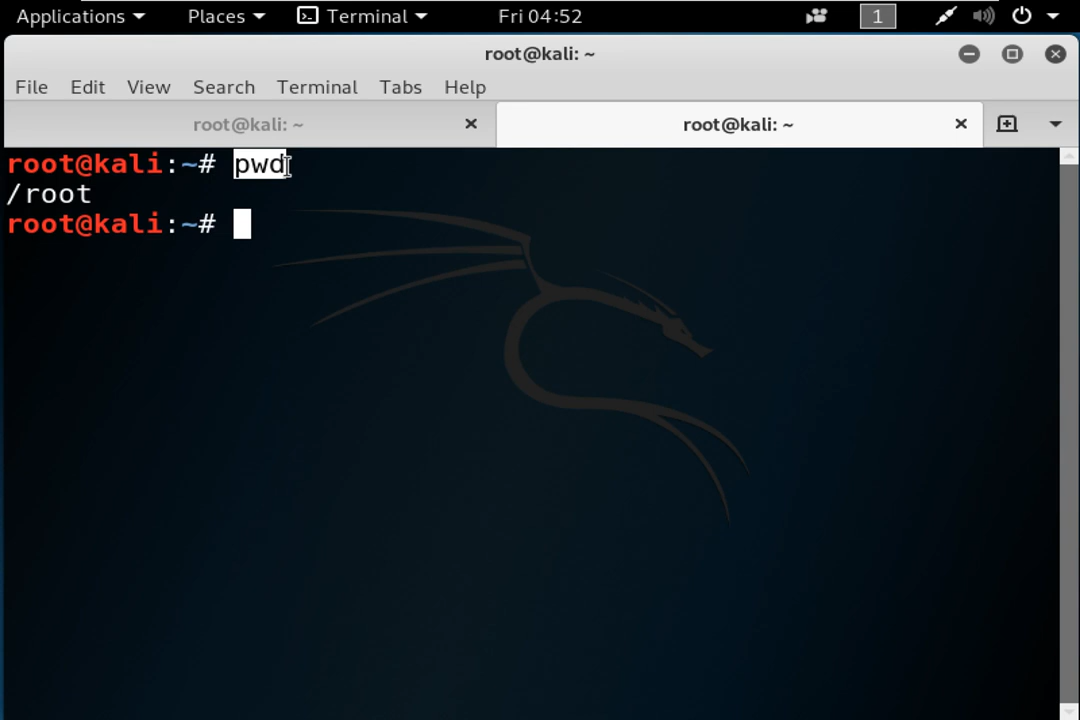 Applications Places Terminal Fri 04:52 1
root@kali: ~
File Edit View Search Terminal Tabs Help
root@kali: ~ root@kali: ~
root@kali:~# pwd
/root
root@kali:~#